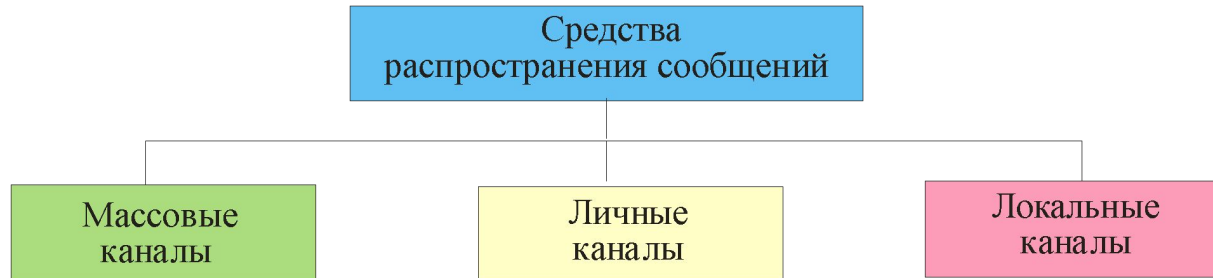 Средства
распространения сообщений
Массовые
каналы
Личные
каналы
Локальные
каналы